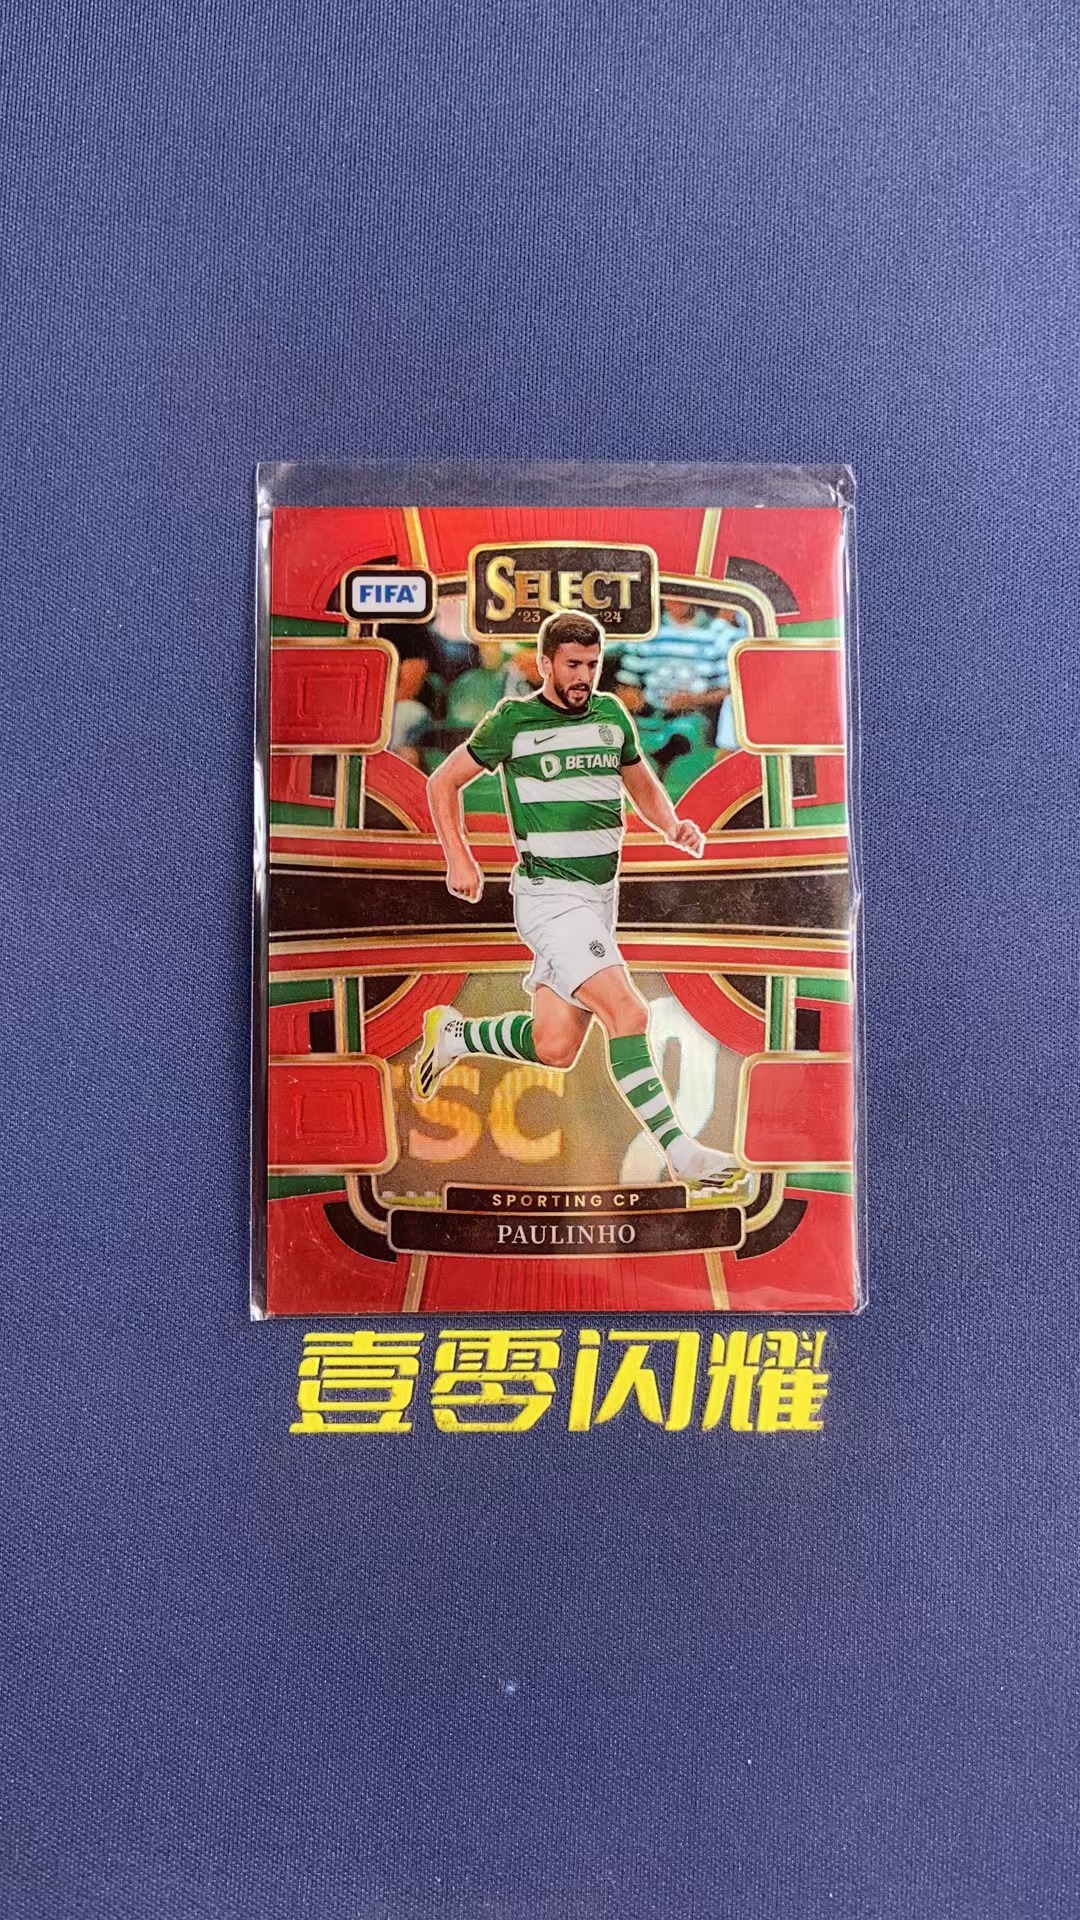 FIFA
SELECT
'23 '24
BETANO
SC
SPORTING CP
PAULINHO
壹零闪耀